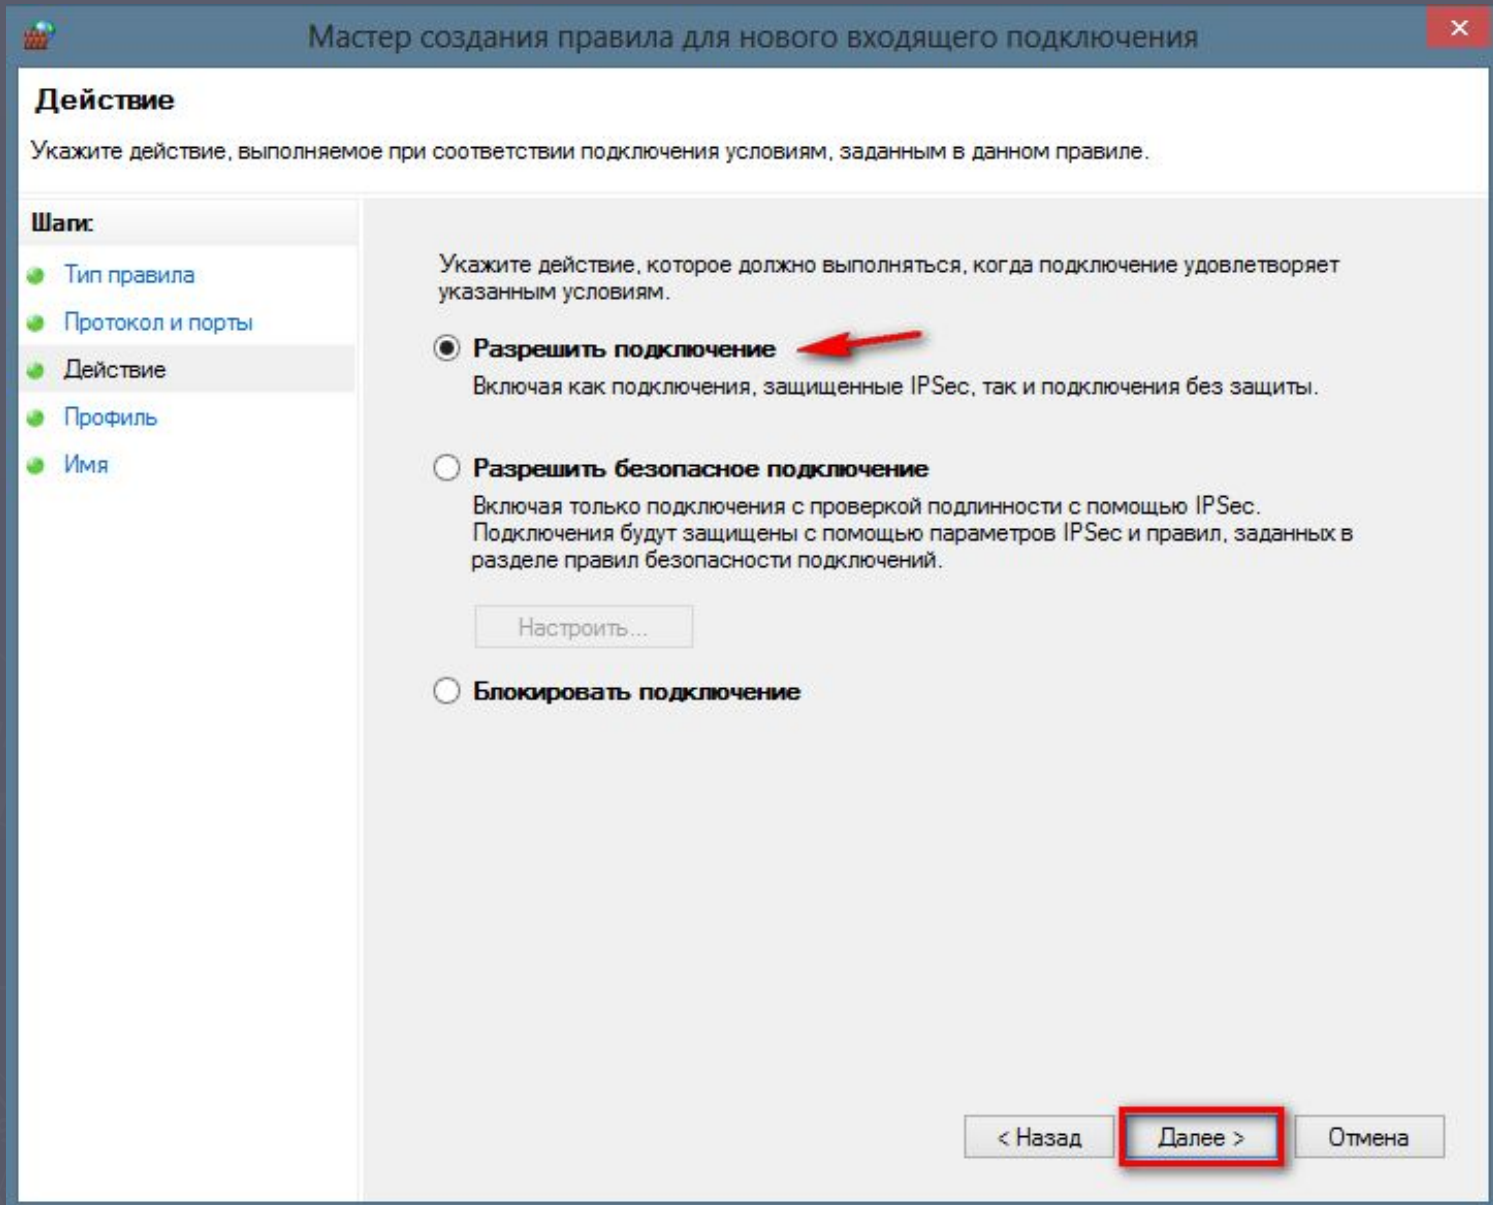 Мастер создания правила для нового входящего подключения
Действие
Укажите действие, выполняемое при соответствии подключения условиям, заданным в данном правиле.
Шаги:
Тип правила
Протокол и порты
Действие
Профиль
Имя
Укажите действие, которое должно выполняться, когда подключение удовлетворяет
указанным условиям.
Разрешить подключение
Включая как подключения, защищенные IPSec, так и подключения без защиты.
Разрешить безопасное подключение
Включая только подключения с проверкой подлинности с помощью IPSec.
Подключения будут защищены с помощью параметров IPSec и правил, заданных в
разделе правил безопасности подключений.
Настроить...
Блокировать подключение
< Назад
Далее >
Отмена